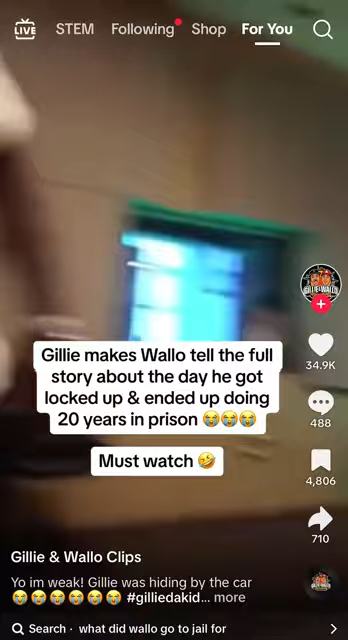 LIVE
STEM
Following
Shop
For You
GILLIE & WALLO
34.9K
Gillie makes Wallo tell the full
story about the day he got
locked up & ended up doing
20 years in prison 😭😭😭
488
Must watch 🤣
4,806
710
Gillie & Wallo Clips
Yo im weak! Gillie was hiding by the car
😭😭😭😭😭😭 #gilliedakid... more
Search · what did wallo go to jail for